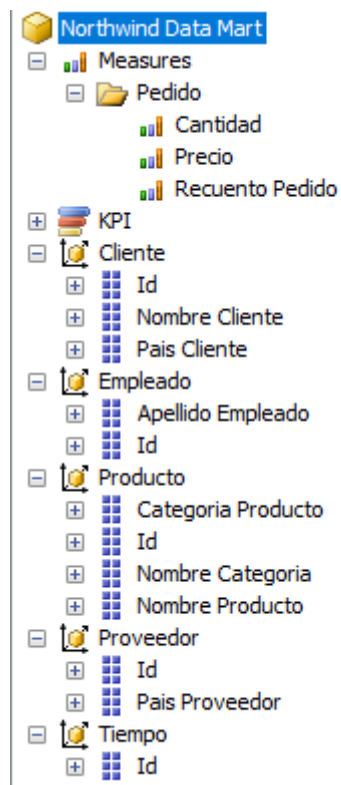 Northwind Data Mart
Measures
Pedido
Cantidad
Precio
Recuento Pedido
KPI
Cliente
Id
Nombre Cliente
Pais Cliente
Empleado
Apellido Empleado
Id
Producto
Categoria Producto
Id
Nombre Categoria
Nombre Producto
Proveedor
Id
Pais Proveedor
Tiempo
Id